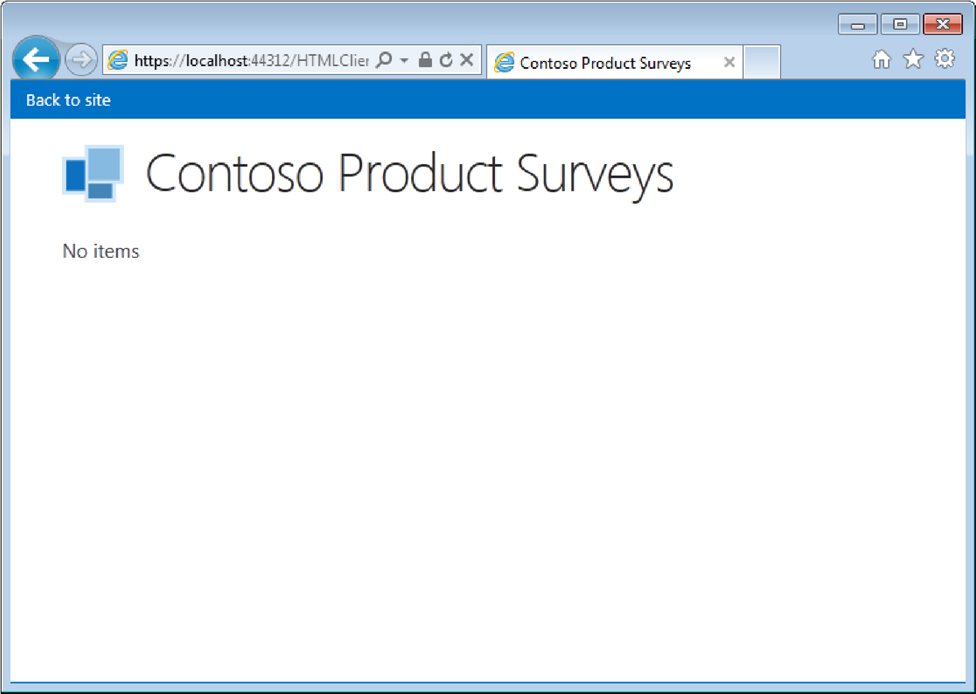 https://localhost:44312/HTMLClier
Contoso Product Surveys
Back to site
Contoso Product Surveys
No items